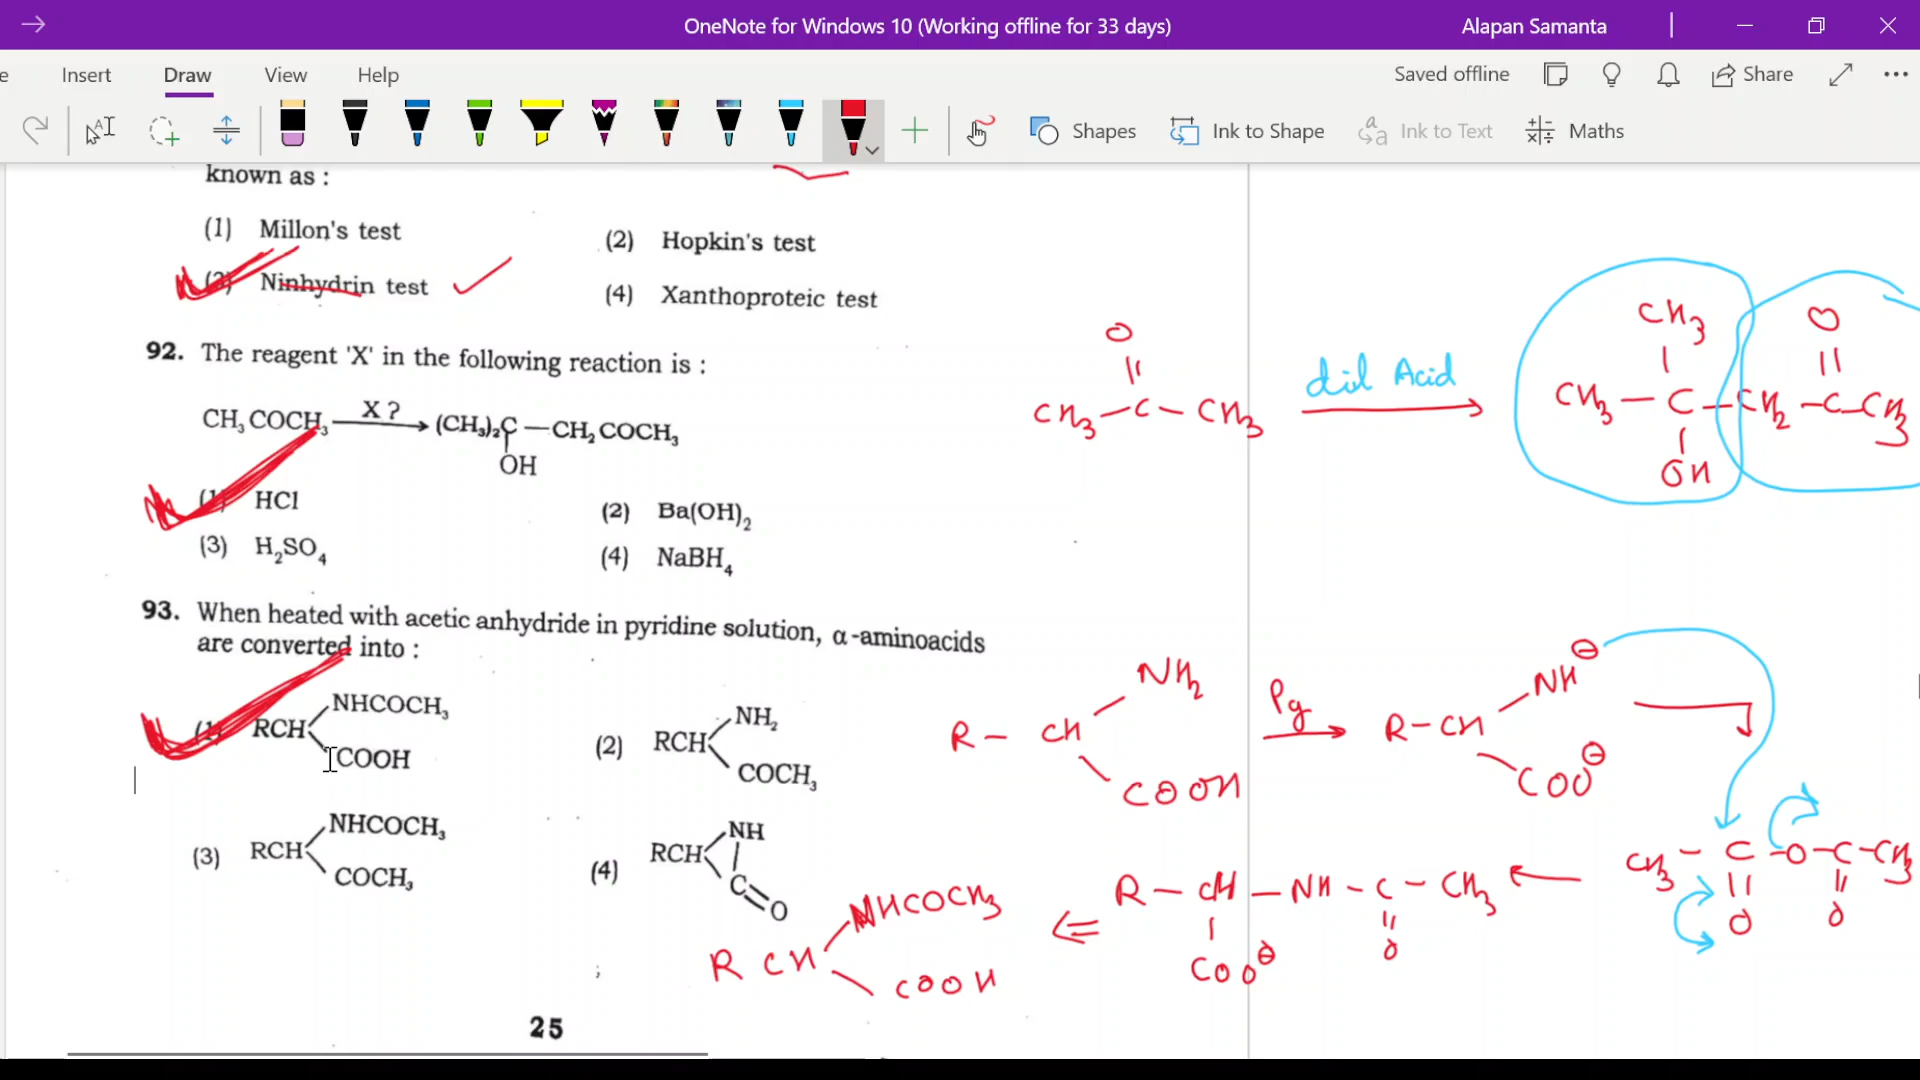 OneNote for Windows 10 (Working offline for 33 days)
Alapan Samanta
e Insert Draw View Help
Saved offline Share
Shapes Ink to Shape Ink to Text Maths
known as :
(1) Millon's test
(2) Hopkin's test
(3) Ninhydrin test
(4) Xanthoproteic test
92. The reagent 'X' in the following reaction is :
CH3COCH3 X ? (CH3)2C—CH2COCH3
OH
(1) HCl
(2) Ba(OH)2
(3) H2SO4
(4) NaBH4
93. When heated with acetic anhydride in pyridine solution, α-aminoacids
are converted into :
(1) RCH NHCOCH3
COOH
(2) RCH NH2
COCH3
(3) RCH NHCOCH3
COCH3
(4) RCH NH
C=O
25
O
CH3—C—CH3
dil Acid
CH3
O
CH3—C—CH2—C—CH3
OH
NH2
R—CH
COOH
Py
NH⊖
R—CH
COO⊖
CH3—C—O—C—CH3
O O
R—CH—NH—C—CH3
COO⊖ O
NHCOCH3
RCH
COOH